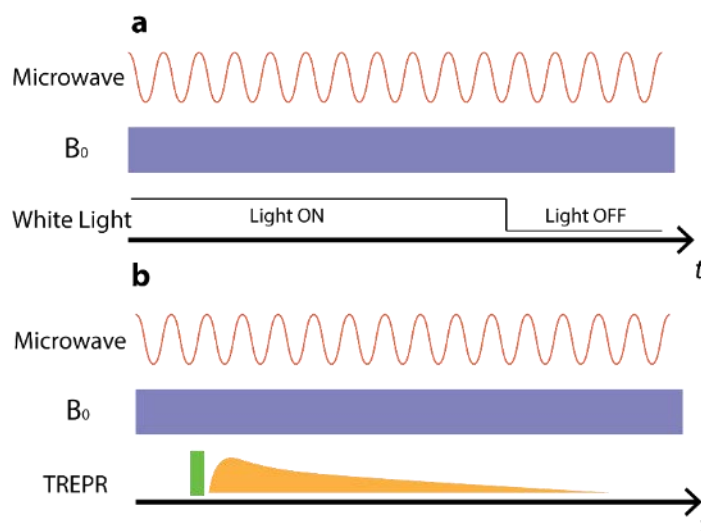 a
Microwave
B₀
White Light
Light ON
Light OFF
t
b
Microwave
B₀
TREPR